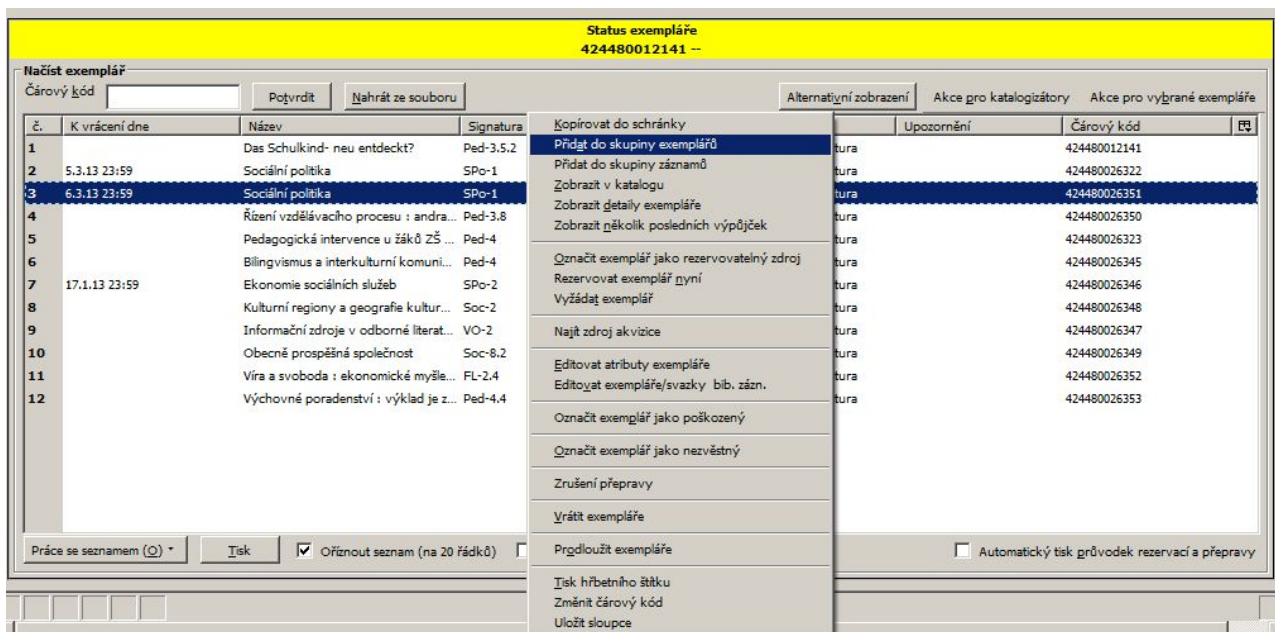 Status exempláře
424480012141 --
Načíst exemplář
Čárový kód Potvrdit Nahrát ze souboru Alternativní zobrazení Akce pro katalogizátory Akce pro vybrané exempláře
č. K vrácení dne Název Signatura Upozornění Čárový kód
1 Das Schulkind- neu entdeckt? Ped-3.5.2 tura 424480012141
2 5.3.13 23:59 Sociální politika SPo-1 tura 424480026322
3 6.3.13 23:59 Sociální politika SPo-1 tura 424480026351
4 Řízení vzdělávacího procesu : andra... Ped-3.8 tura 424480026350
5 Pedagogická intervence u žáků ZŠ ... Ped-4 tura 424480026323
6 Bilingvismus a interkulturní komuni... Ped-4 tura 424480026345
7 17.1.13 23:59 Ekonomie sociálních služeb SPo-2 tura 424480026346
8 Kulturní regiony a geografie kultur... Soc-2 tura 424480026348
9 Informační zdroje v odborné literat... VO-2 tura 424480026347
10 Obecně prospěšná společnost Soc-8.2 tura 424480026349
11 Víra a svoboda : ekonomické myšle... FL-2.4 tura 424480026352
12 Výchovné poradenství : výklad je z... Ped-4.4 tura 424480026353
Kopírovat do schránky
Přidat do skupiny exemplářů
Přidat do skupiny záznamů
Zobrazit v katalogu
Zobrazit detaily exempláře
Zobrazit několik posledních výpůjček
Označit exemplář jako rezervovatelný zdroj
Rezervovat exemplář nyní
Vyžádat exemplář
Najít zdroj akvizice
Editovat atributy exempláře
Editovat exempláře/svazky bib. zázn.
Označit exemplář jako poškozený
Označit exemplář jako nezvěstný
Zrušení přepravy
Vrátit exempláře
Prodloužit exempláře
Tisk hřbetního štítku
Změnit čárový kód
Uložit sloupce
Práce se seznamem (O) Tisk Oříznout seznam (na 20 řádků) Automatický tisk průvodek rezervací a přepravy